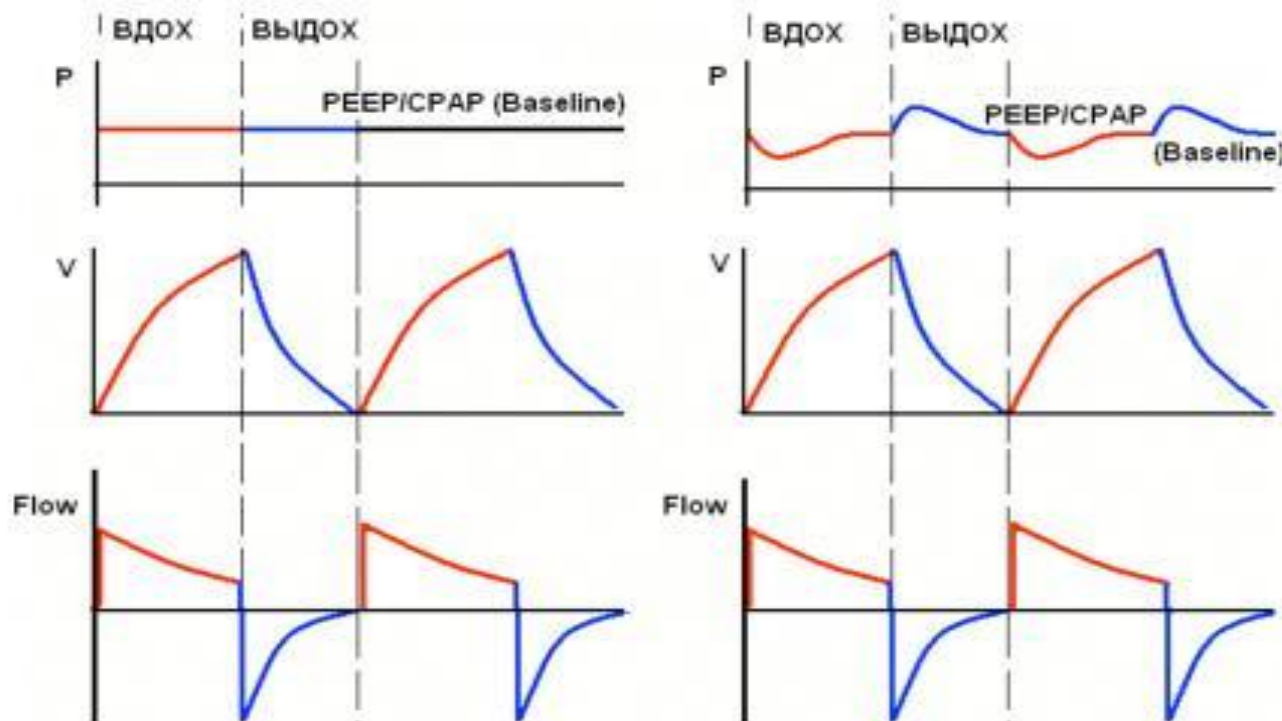 ВДОХ ВЫДОХ
P
PEEP/CPAP (Baseline)
V
Flow
ВДОХ ВЫДОХ
P
PEEP/CPAP
(Baseline)
V
Flow